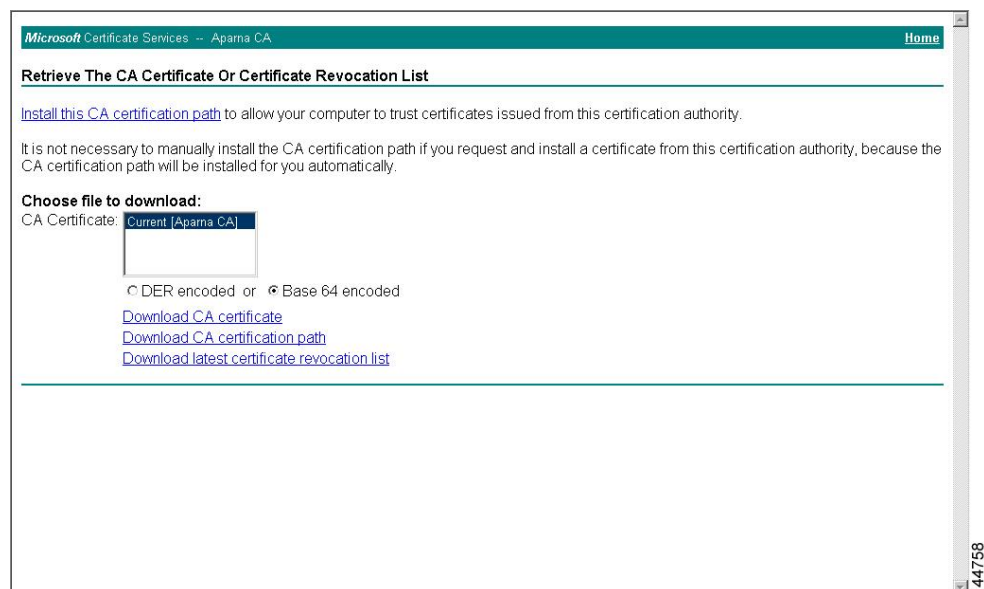 Microsoft Certificate Services -- Aparna CA Home
Retrieve The CA Certificate Or Certificate Revocation List
Install this CA certification path to allow your computer to trust certificates issued from this certification authority.
It is not necessary to manually install the CA certification path if you request and install a certificate from this certification authority, because the
CA certification path will be installed for you automatically.
Choose file to download:
CA Certificate: Current [Aparna CA]
DER encoded or Base 64 encoded
Download CA certificate
Download CA certification path
Download latest certificate revocation list
44758